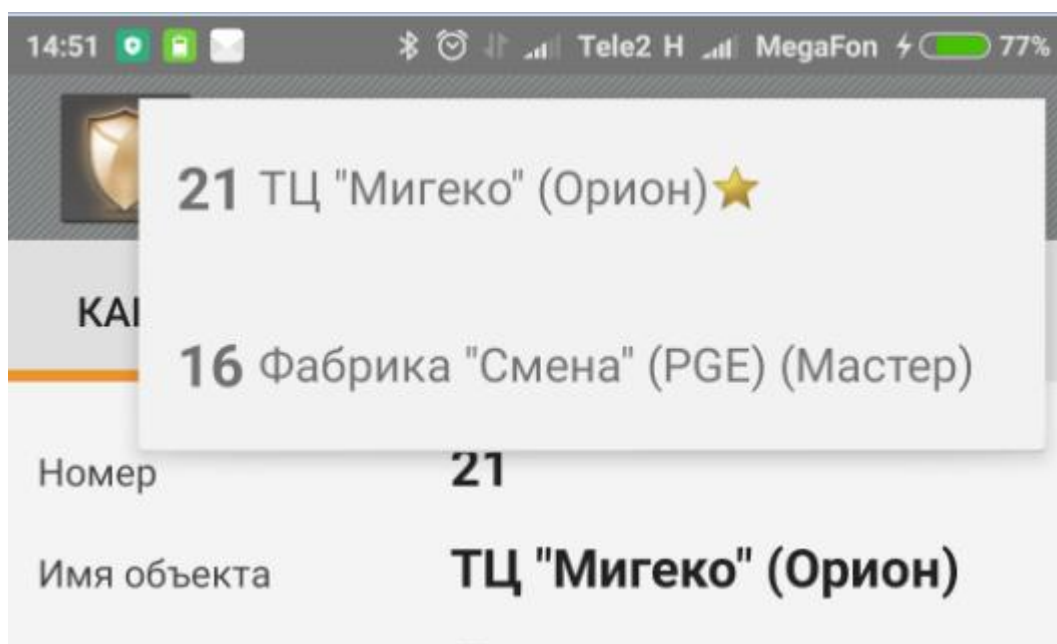 14:51 Tele2 H MegaFon 77%
21 ТЦ "Мигеко" (Орион)
16 Фабрика "Смена" (PGE) (Мастер)
Номер 21
Имя объекта ТЦ "Мигеко" (Орион)